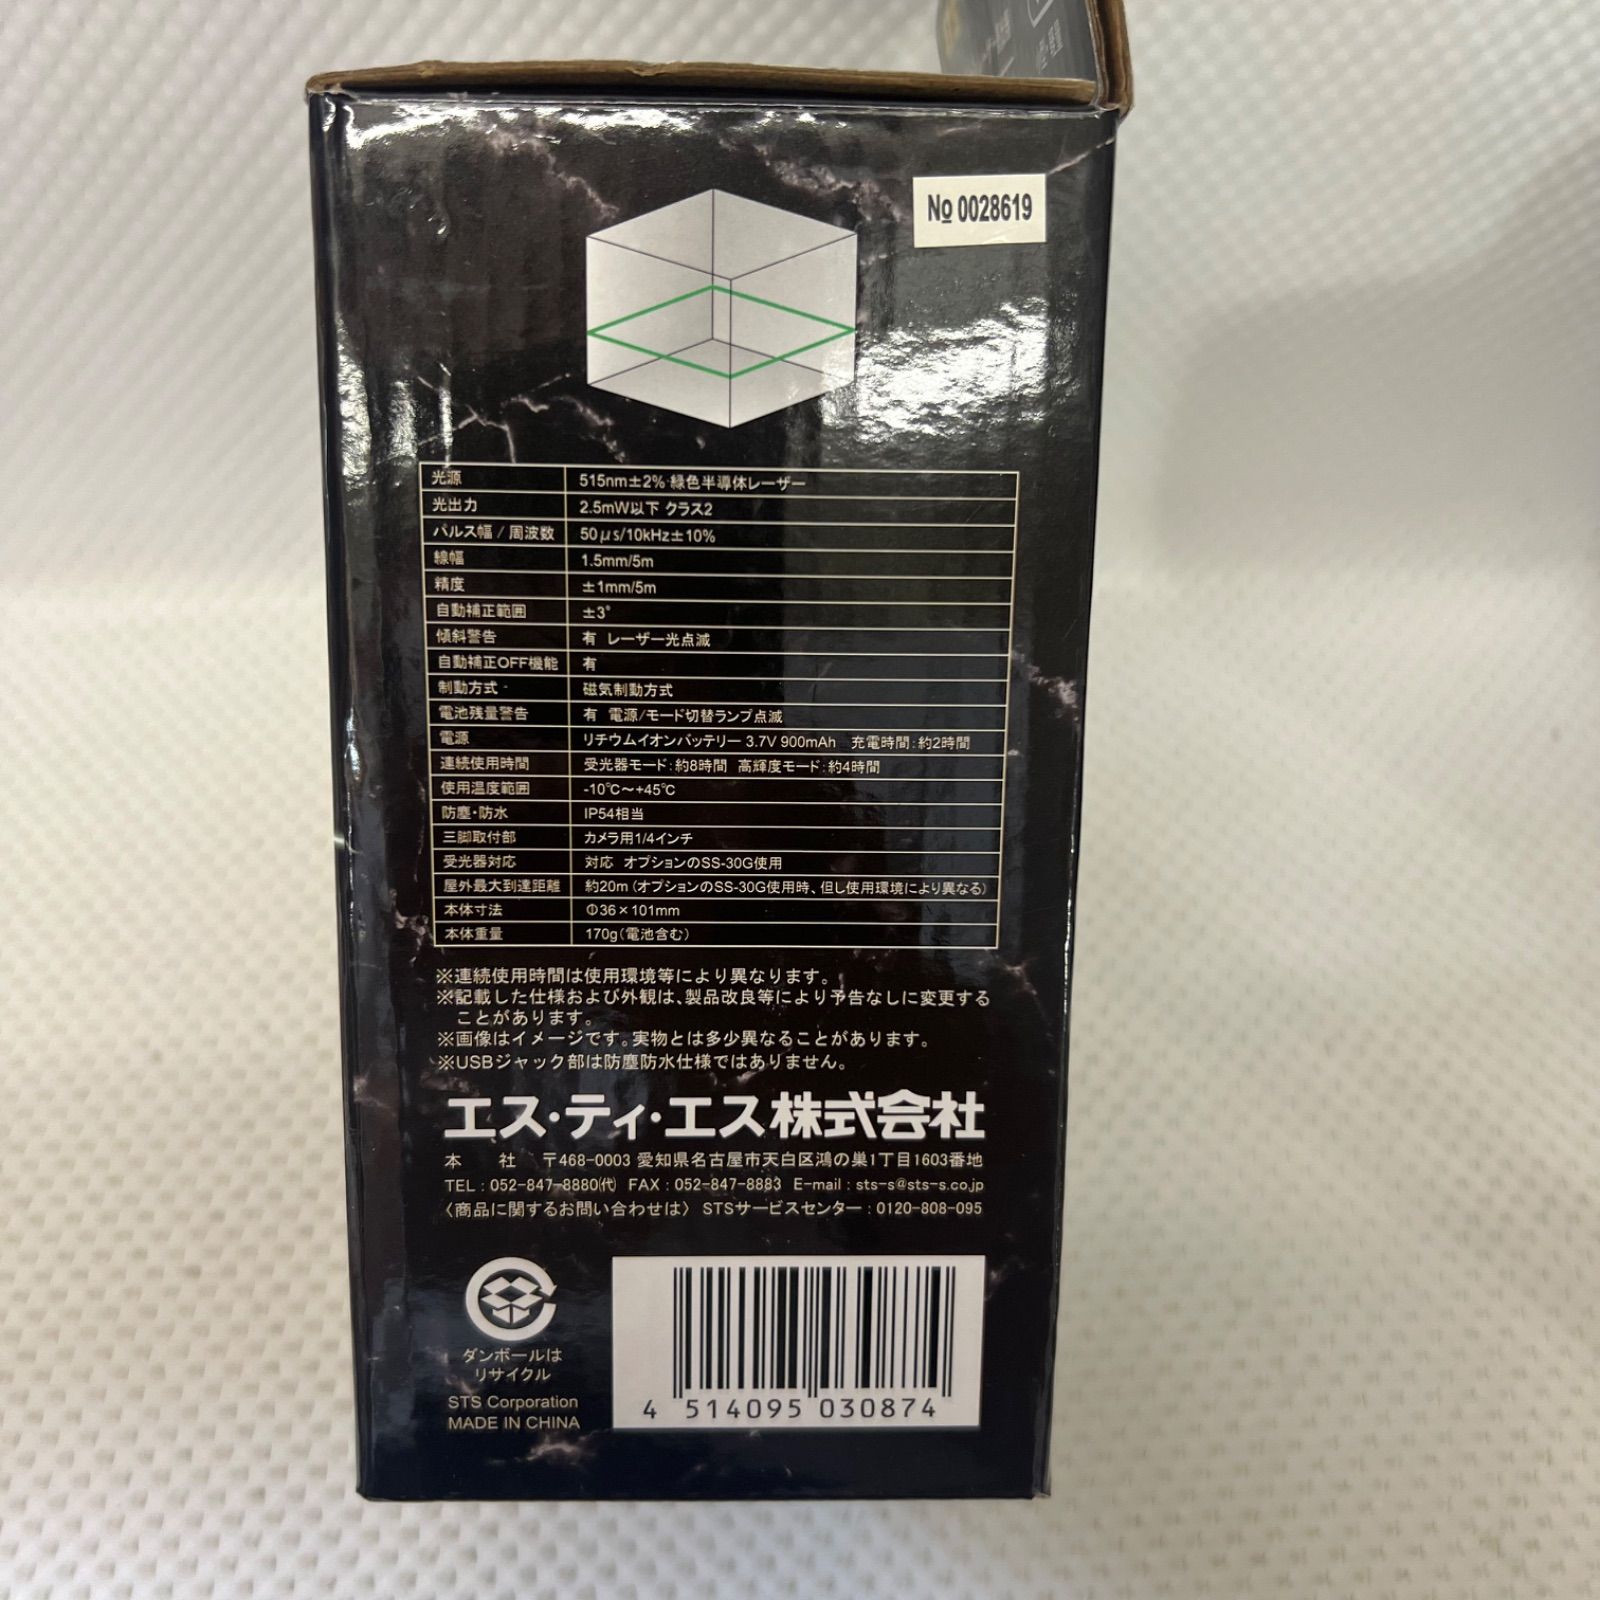 № 0028619
光源 515nm±2% 緑色半導体レーザー
光出力 2.5mW以下 クラス2
パルス幅 / 周波数 50μs/10kHz±10%
線幅 1.5mm/5m
精度 ±1mm/5m
自動補正範囲 ±3°
傾斜警告 有 レーザー光点滅
自動補正OFF機能 有
制動方式 磁気制動方式
電池残量警告 有 電源/モード切替ランプ点滅
電源 リチウムイオンバッテリー 3.7V 900mAh 充電時間:約2時間
連続使用時間 受光器モード:約8時間 高輝度モード:約4時間
使用温度範囲 -10℃〜+45℃
防塵・防水 IP54相当
三脚取付部 カメラ用1/4インチ
受光器対応 対応 オプションのSS-30G使用
屋外最大到達距離 約20m(オプションのSS-30G使用時、但し使用環境により異なる)
本体寸法 Φ36×101mm
本体重量 170g(電池含む)
※連続使用時間は使用環境等により異なります。
※記載した仕様および外観は、製品改良等により予告なしに変更する
ことがあります。
※画像はイメージです。実物とは多少異なることがあります。
※USBジャック部は防塵防水仕様ではありません。
エス・ティ・エス株式会社
本 社 〒468-0003 愛知県名古屋市天白区鴻の巣1丁目1603番地
TEL:052-847-8880㈹ FAX:052-847-8883 E-mail:sts-s@sts-s.co.jp
〈商品に関するお問い合わせは〉 STSサービスセンター:0120-808-095
ダンボールは
リサイクル
STS Corporation
MADE IN CHINA
4 514095 030874